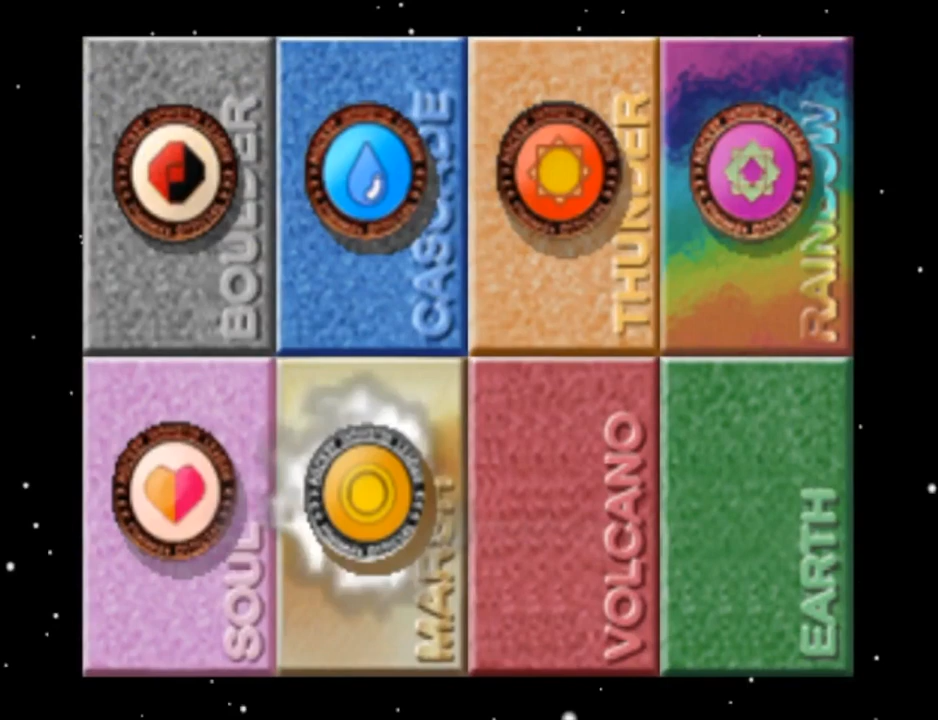 BOULDER
CASCADE
THUNDER
RAINBOW
SOUL
MARSH
VOLCANO
EARTH